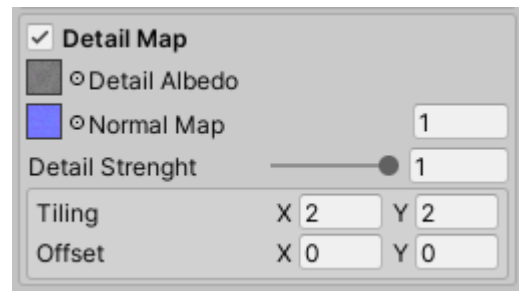 Detail Map
Detail Albedo
Normal Map 1
Detail Strenght 1
Tiling X 2 Y 2
Offset X 0 Y 0